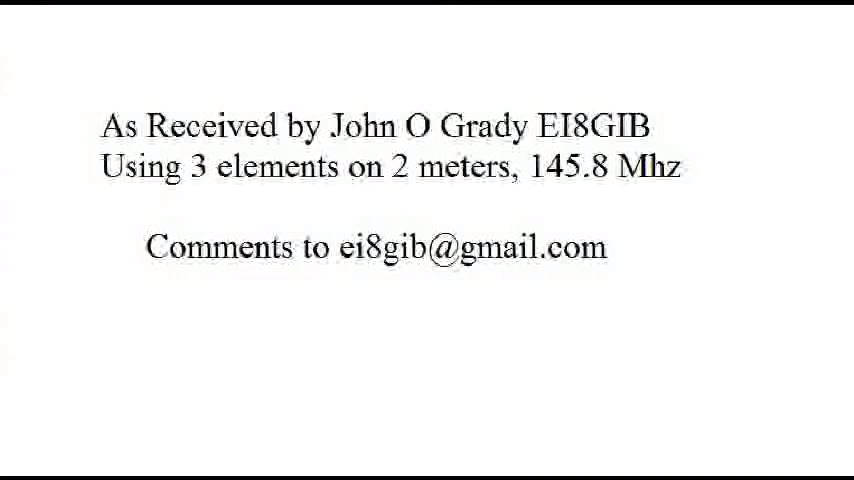 As Received by John O Grady EI8GIB
Using 3 elements on 2 meters, 145.8 Mhz
Comments to ei8gib@gmail.com